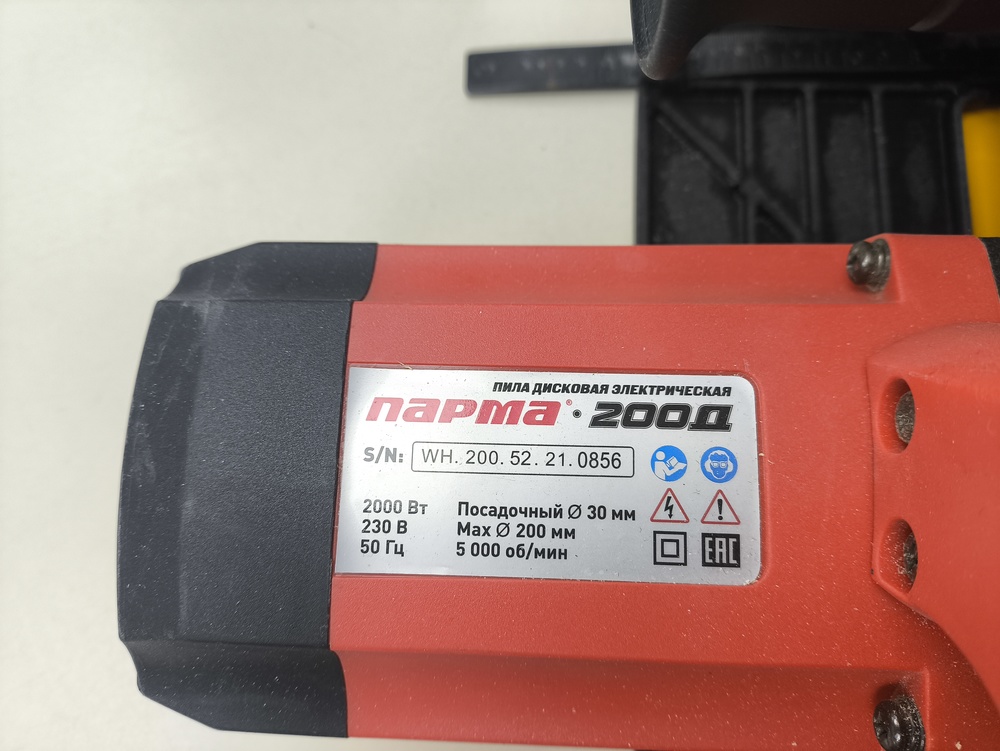 ПИЛА ДИСКОВАЯ ЭЛЕКТРИЧЕСКАЯ
ПАРМА® • 200Д
S/N: WH. 200. 52. 21. 0856
2000 Вт
230 В
50 Гц
Посадочный Ø 30 мм
Max Ø 200 мм
5 000 об/мин
EAC